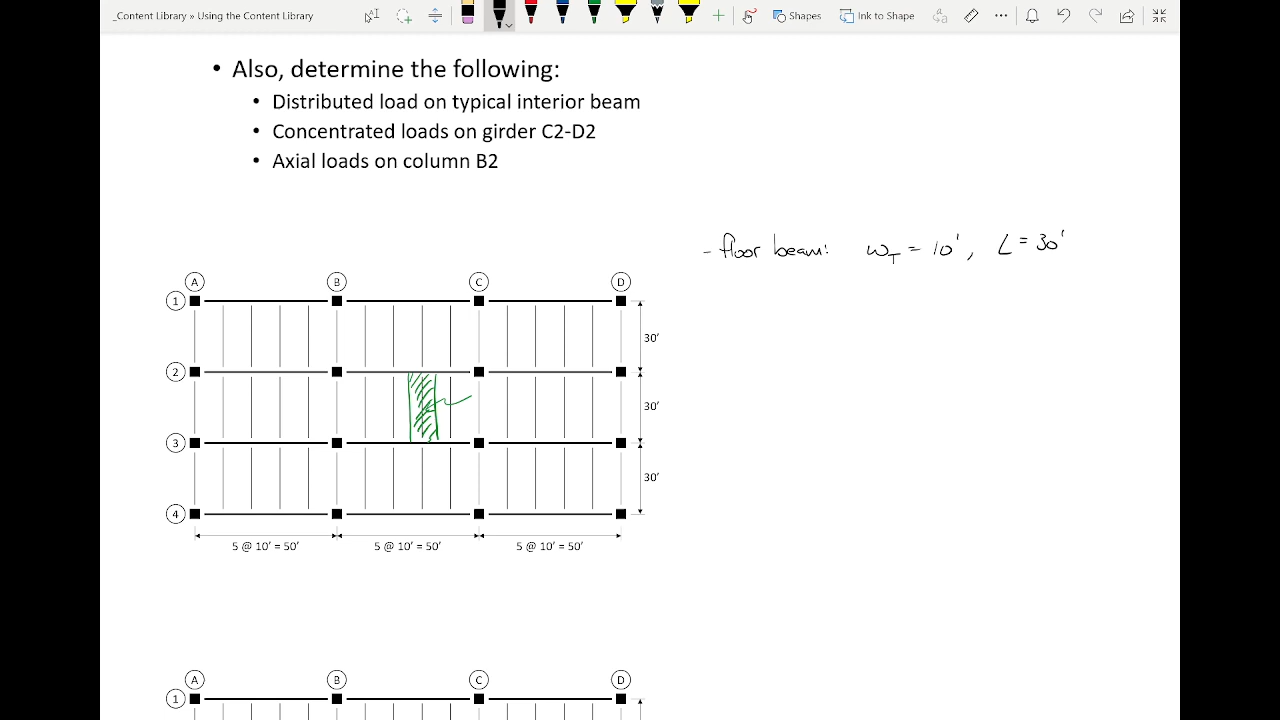 _Content Library » Using the Content Library
Shapes
Ink to Shape
• Also, determine the following:
• Distributed load on typical interior beam
• Concentrated loads on girder C2-D2
• Axial loads on column B2
- floor beam: w_T = 10', L = 30'
A B C D
1
30'
2
30'
3
30'
4
5 @ 10' = 50' 5 @ 10' = 50' 5 @ 10' = 50'
A B C D
1